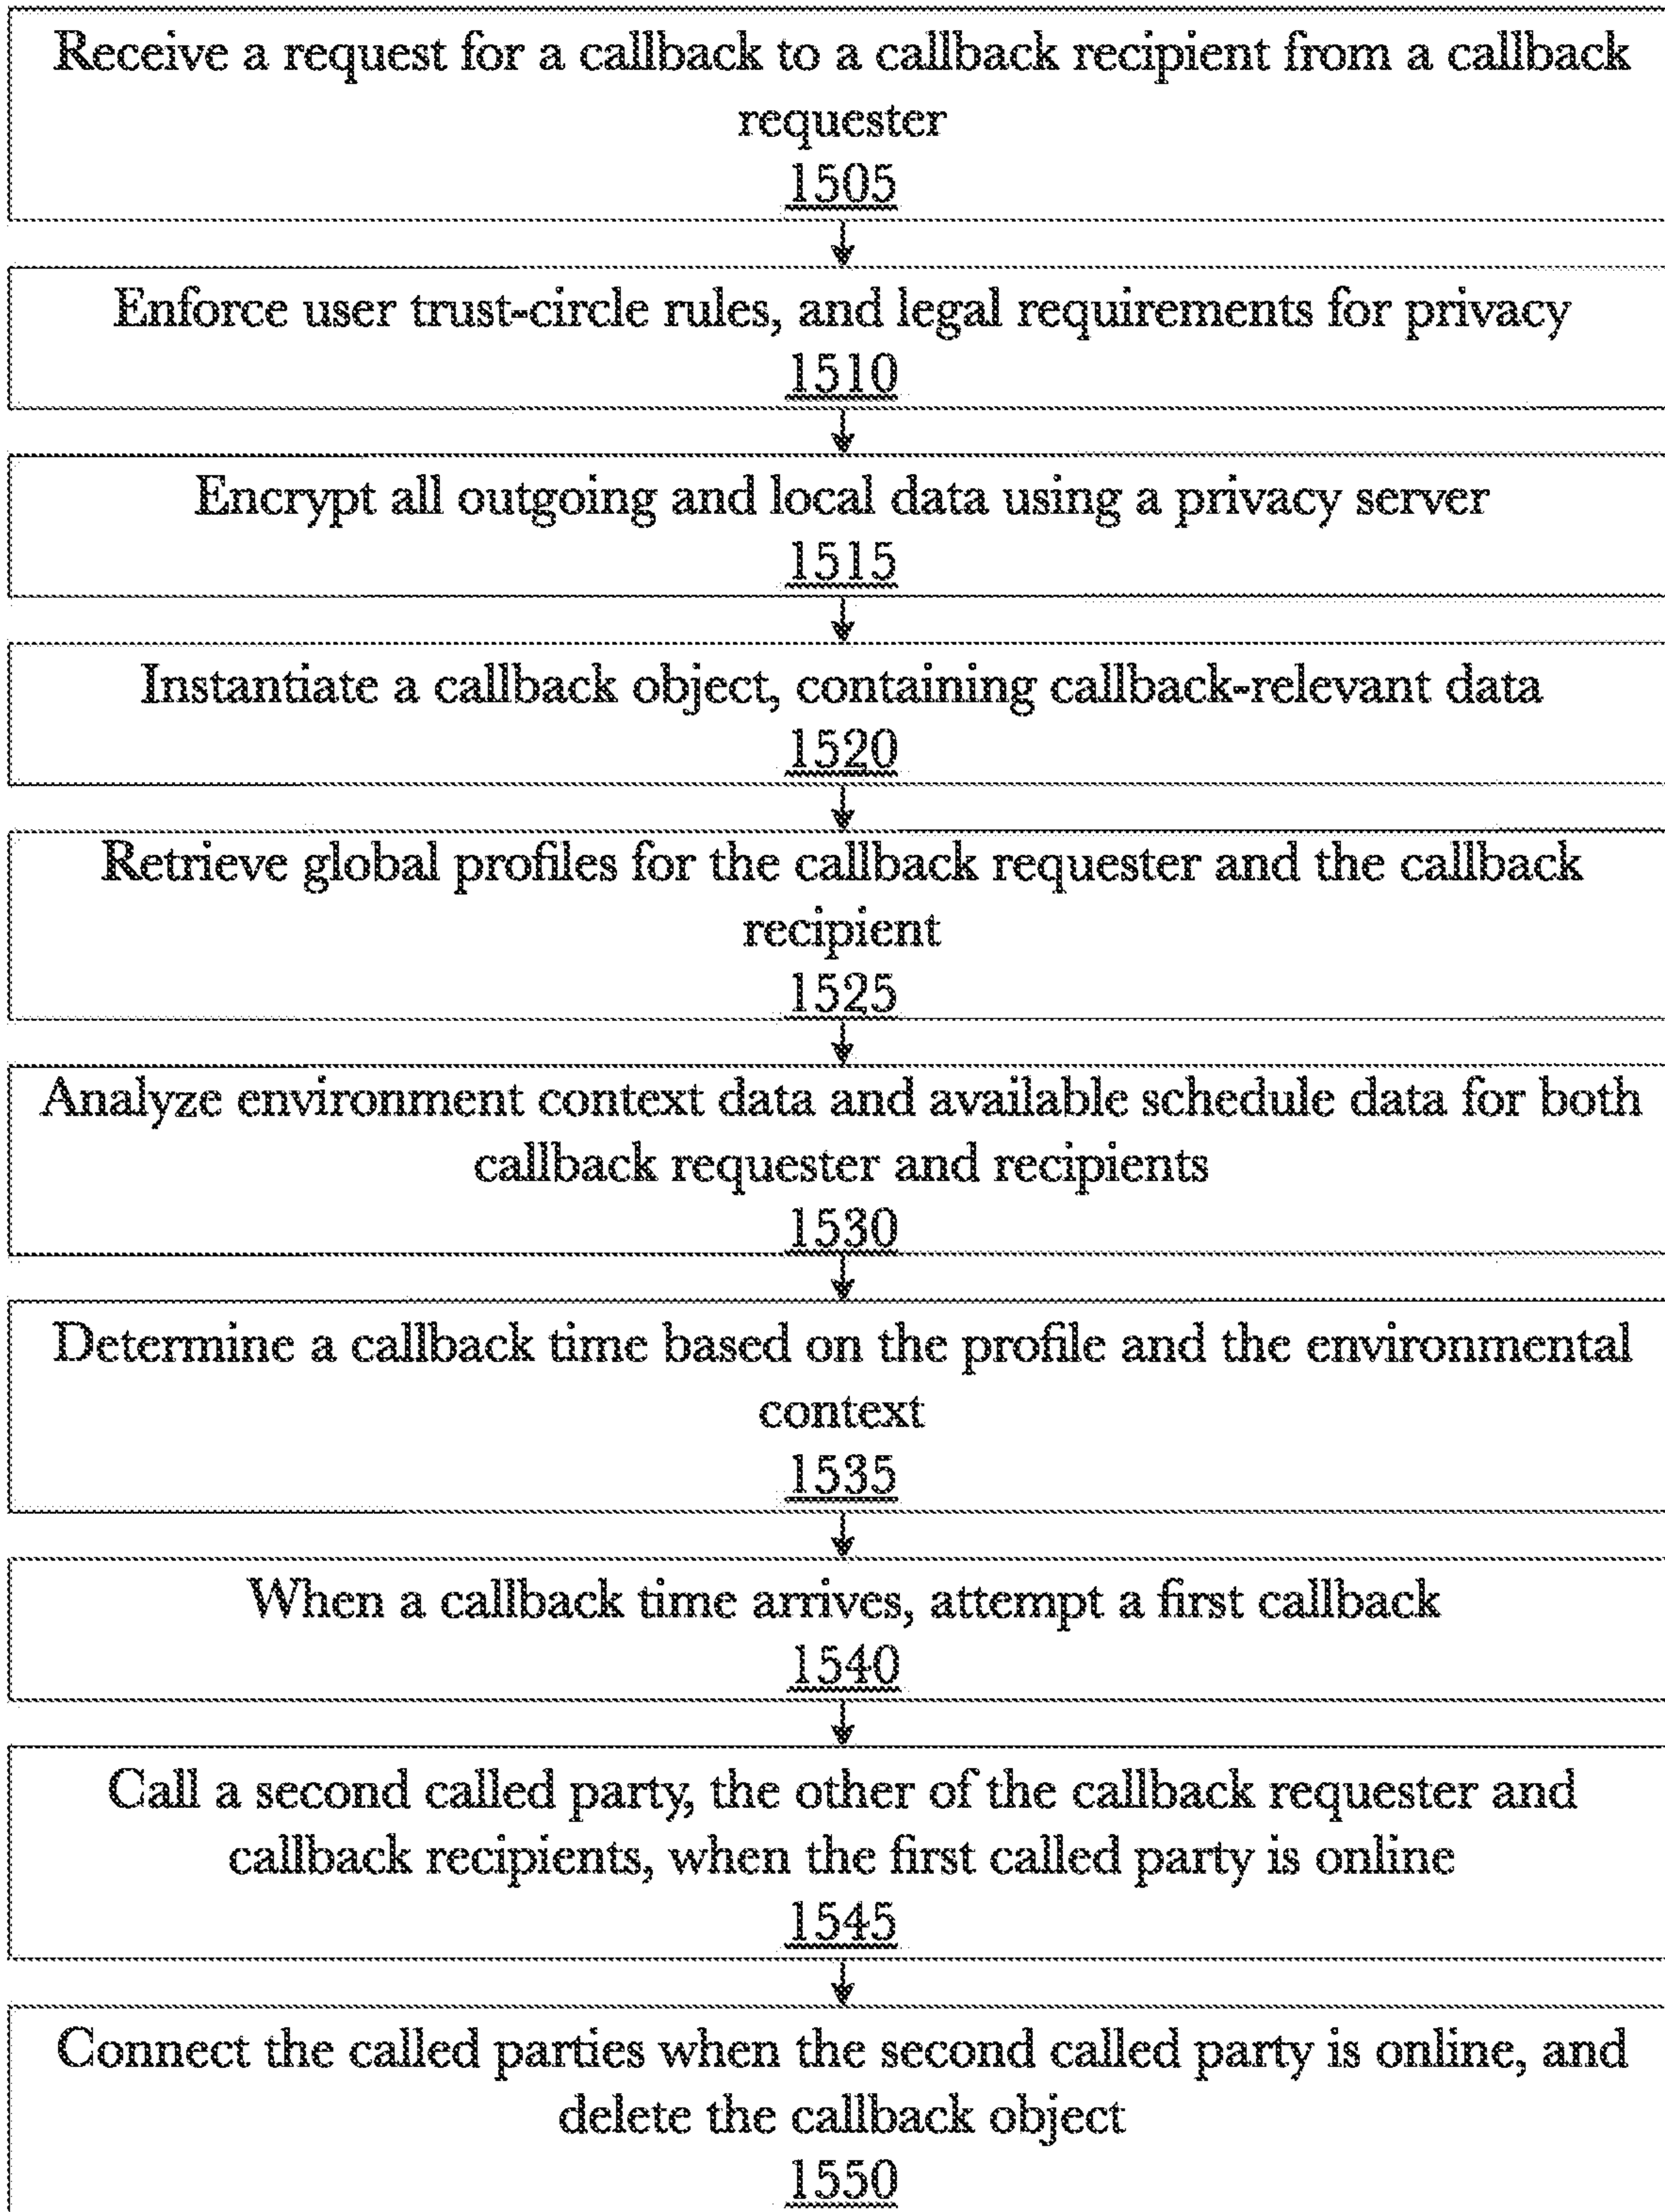 Receive a request for a callback to a callback recipient from a callback
requester
1505
Enforce user trust-circle rules, and legal requirements for privacy
1510
Encrypt all outgoing and local data using a privacy server
1515
Instantiate a callback object, containing callback-relevant data
1520
Retrieve global profiles for the callback requester and the callback
recipient
1525
Analyze environment context data and available schedule data for both
callback requester and recipients
1530
Determine a callback time based on the profile and the environmental
context
1535
When a callback time arrives, attempt a first callback
1540
Call a second called party, the other of the callback requester and
callback recipients, when the first called party is online
1545
Connect the called parties when the second called party is online, and
delete the callback object
1550